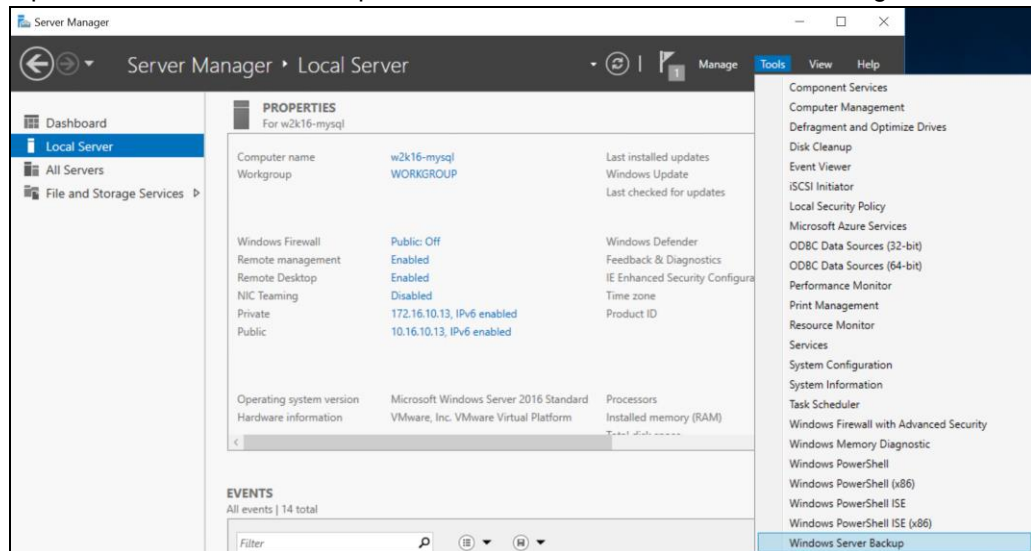 Server Manager
Server Manager ‣ Local Server
1
Manage
Tools
View
Help
Dashboard
Local Server
All Servers
File and Storage Services
PROPERTIES
For w2k16-mysql
Computer name w2k16-mysql Last installed updates
Workgroup WORKGROUP Windows Update
Last checked for updates
Windows Firewall Public: Off Windows Defender
Remote management Enabled Feedback & Diagnostics
Remote Desktop Enabled IE Enhanced Security Configura
NIC Teaming Disabled Time zone
Private 172.16.10.13, IPv6 enabled Product ID
Public 10.16.10.13, IPv6 enabled
Operating system version Microsoft Windows Server 2016 Standard Processors
Hardware information VMware, Inc. VMware Virtual Platform Installed memory (RAM)
EVENTS
All events | 14 total
Filter
Component Services
Computer Management
Defragment and Optimize Drives
Disk Cleanup
Event Viewer
iSCSI Initiator
Local Security Policy
Microsoft Azure Services
ODBC Data Sources (32-bit)
ODBC Data Sources (64-bit)
Performance Monitor
Print Management
Resource Monitor
Services
System Configuration
System Information
Task Scheduler
Windows Firewall with Advanced Security
Windows Memory Diagnostic
Windows PowerShell
Windows PowerShell (x86)
Windows PowerShell ISE
Windows PowerShell ISE (x86)
Windows Server Backup